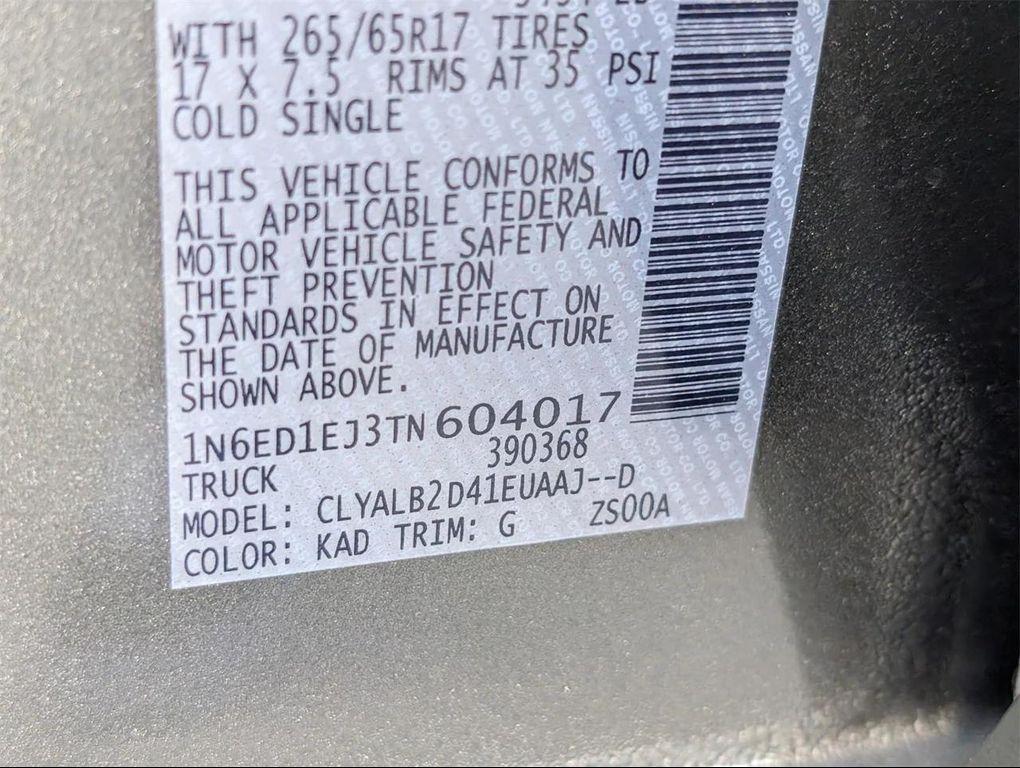 WITH 265/65R17 TIRES
17 X 7.5 RIMS AT 35 PSI
COLD SINGLE
THIS VEHICLE CONFORMS TO
ALL APPLICABLE FEDERAL
MOTOR VEHICLE SAFETY AND
THEFT PREVENTION
STANDARDS IN EFFECT ON
THE DATE OF MANUFACTURE
SHOWN ABOVE.
1N6ED1EJ3TN604017
390368
TRUCK
MODEL: CLYALB2D41EUAAJ--D
COLOR: KAD TRIM: G ZS00A